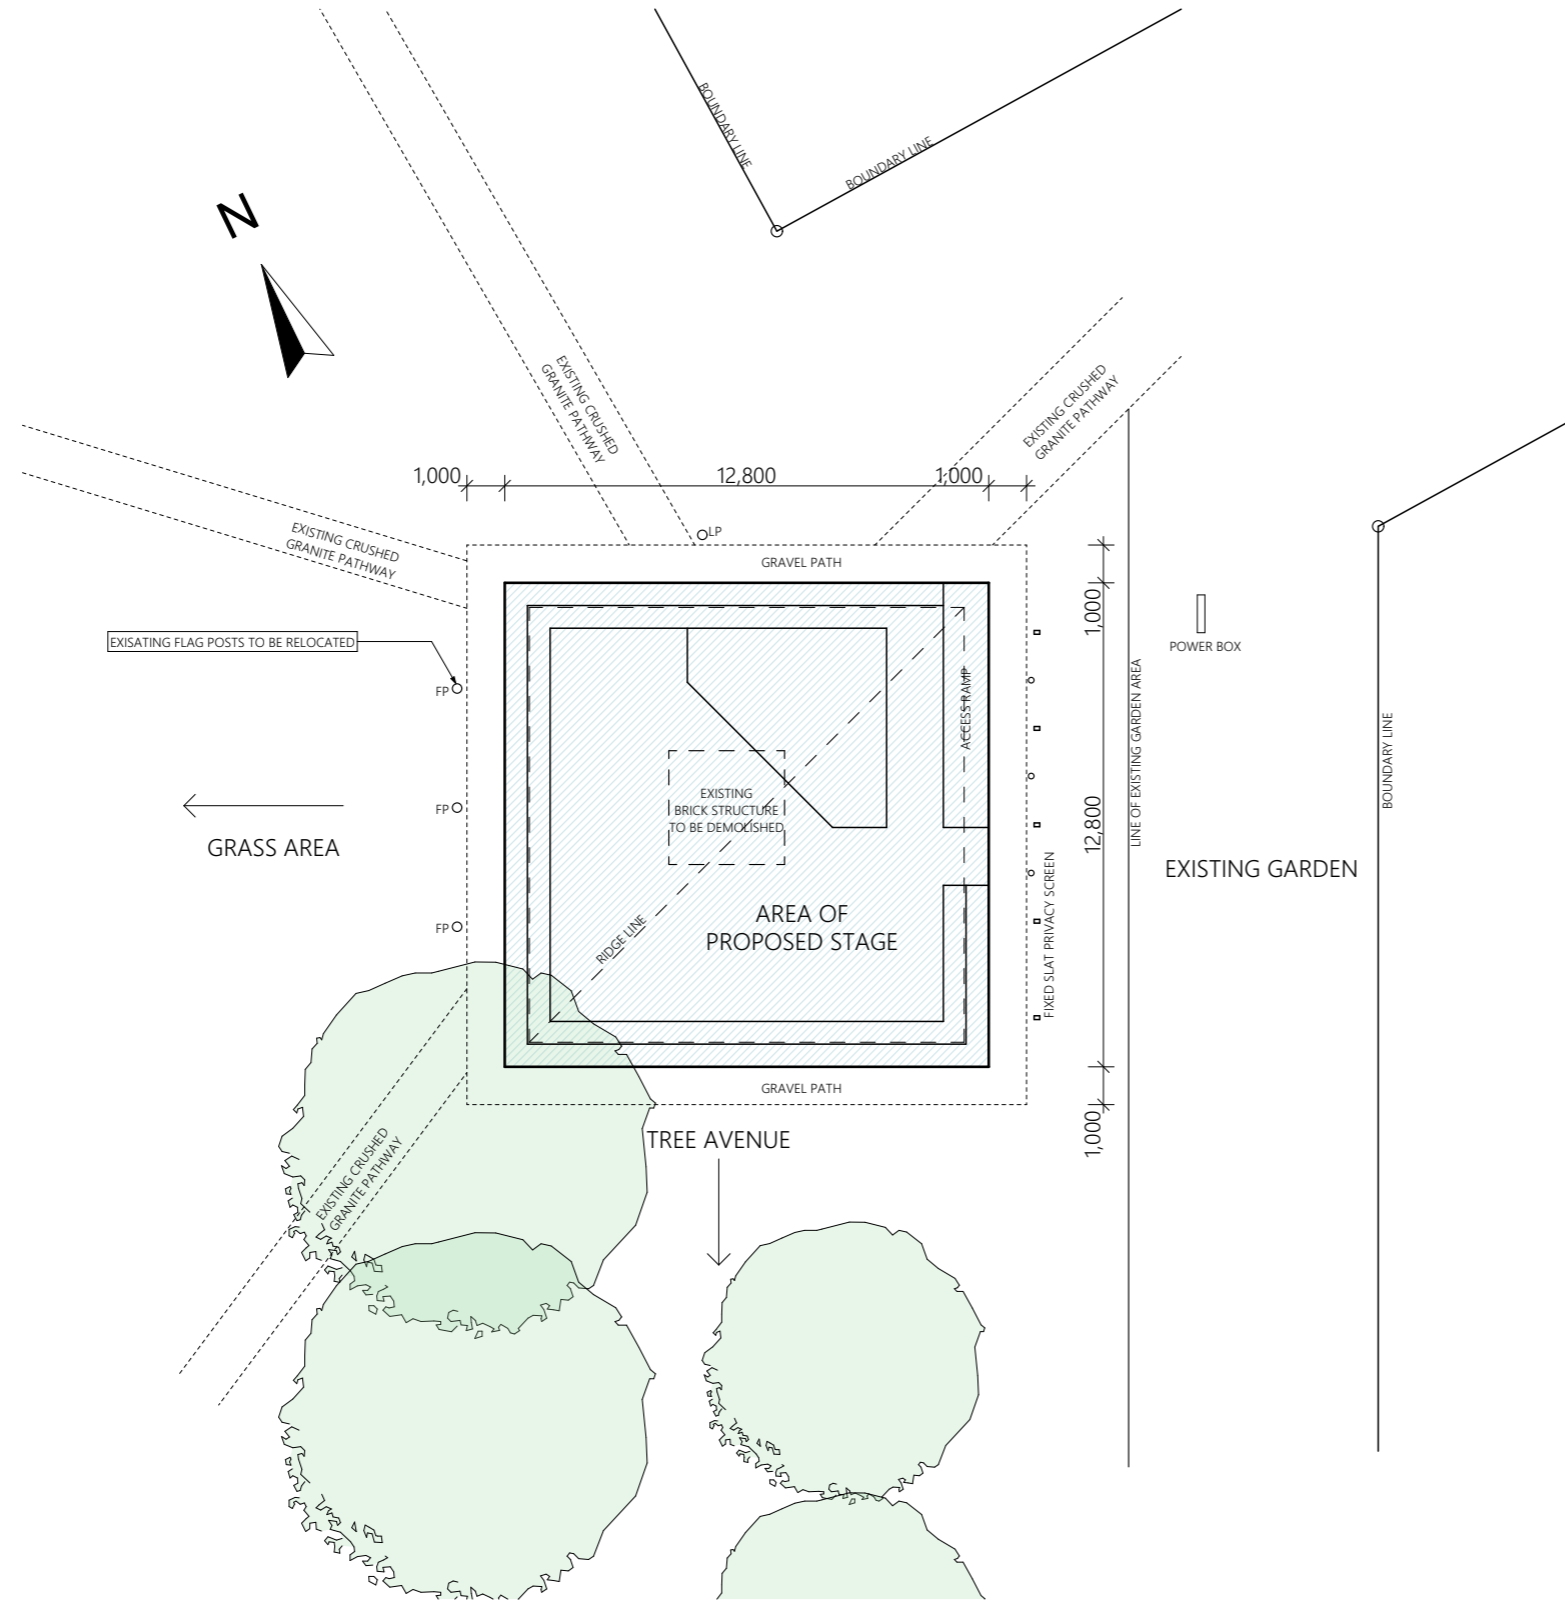 BOUNDARY LINE
BOUNDARY LINE
N
EXISTING CRUSHED
GRANITE PATHWAY
EXISTING CRUSHED
GRANITE PATHWAY
1,000
12,800
1,000
EXISTING CRUSHED
GRANITE PATHWAY
LP
GRAVEL PATH
1,000
POWER BOX
EXISATING FLAG POSTS TO BE RELOCATED
FP
ACCESS RAMP
LINE OF EXISTING GARDEN AREA
BOUNDARY LINE
EXISTING
BRICK STRUCTURE
TO BE DEMOLISHED
FP
12,800
GRASS AREA
EXISTING GARDEN
FIXED SLAT PRIVACY SCREEN
AREA OF
PROPOSED STAGE
FP
RIDGE LINE
GRAVEL PATH
1,000
TREE AVENUE
EXISTING CRUSHED
GRANITE PATHWAY